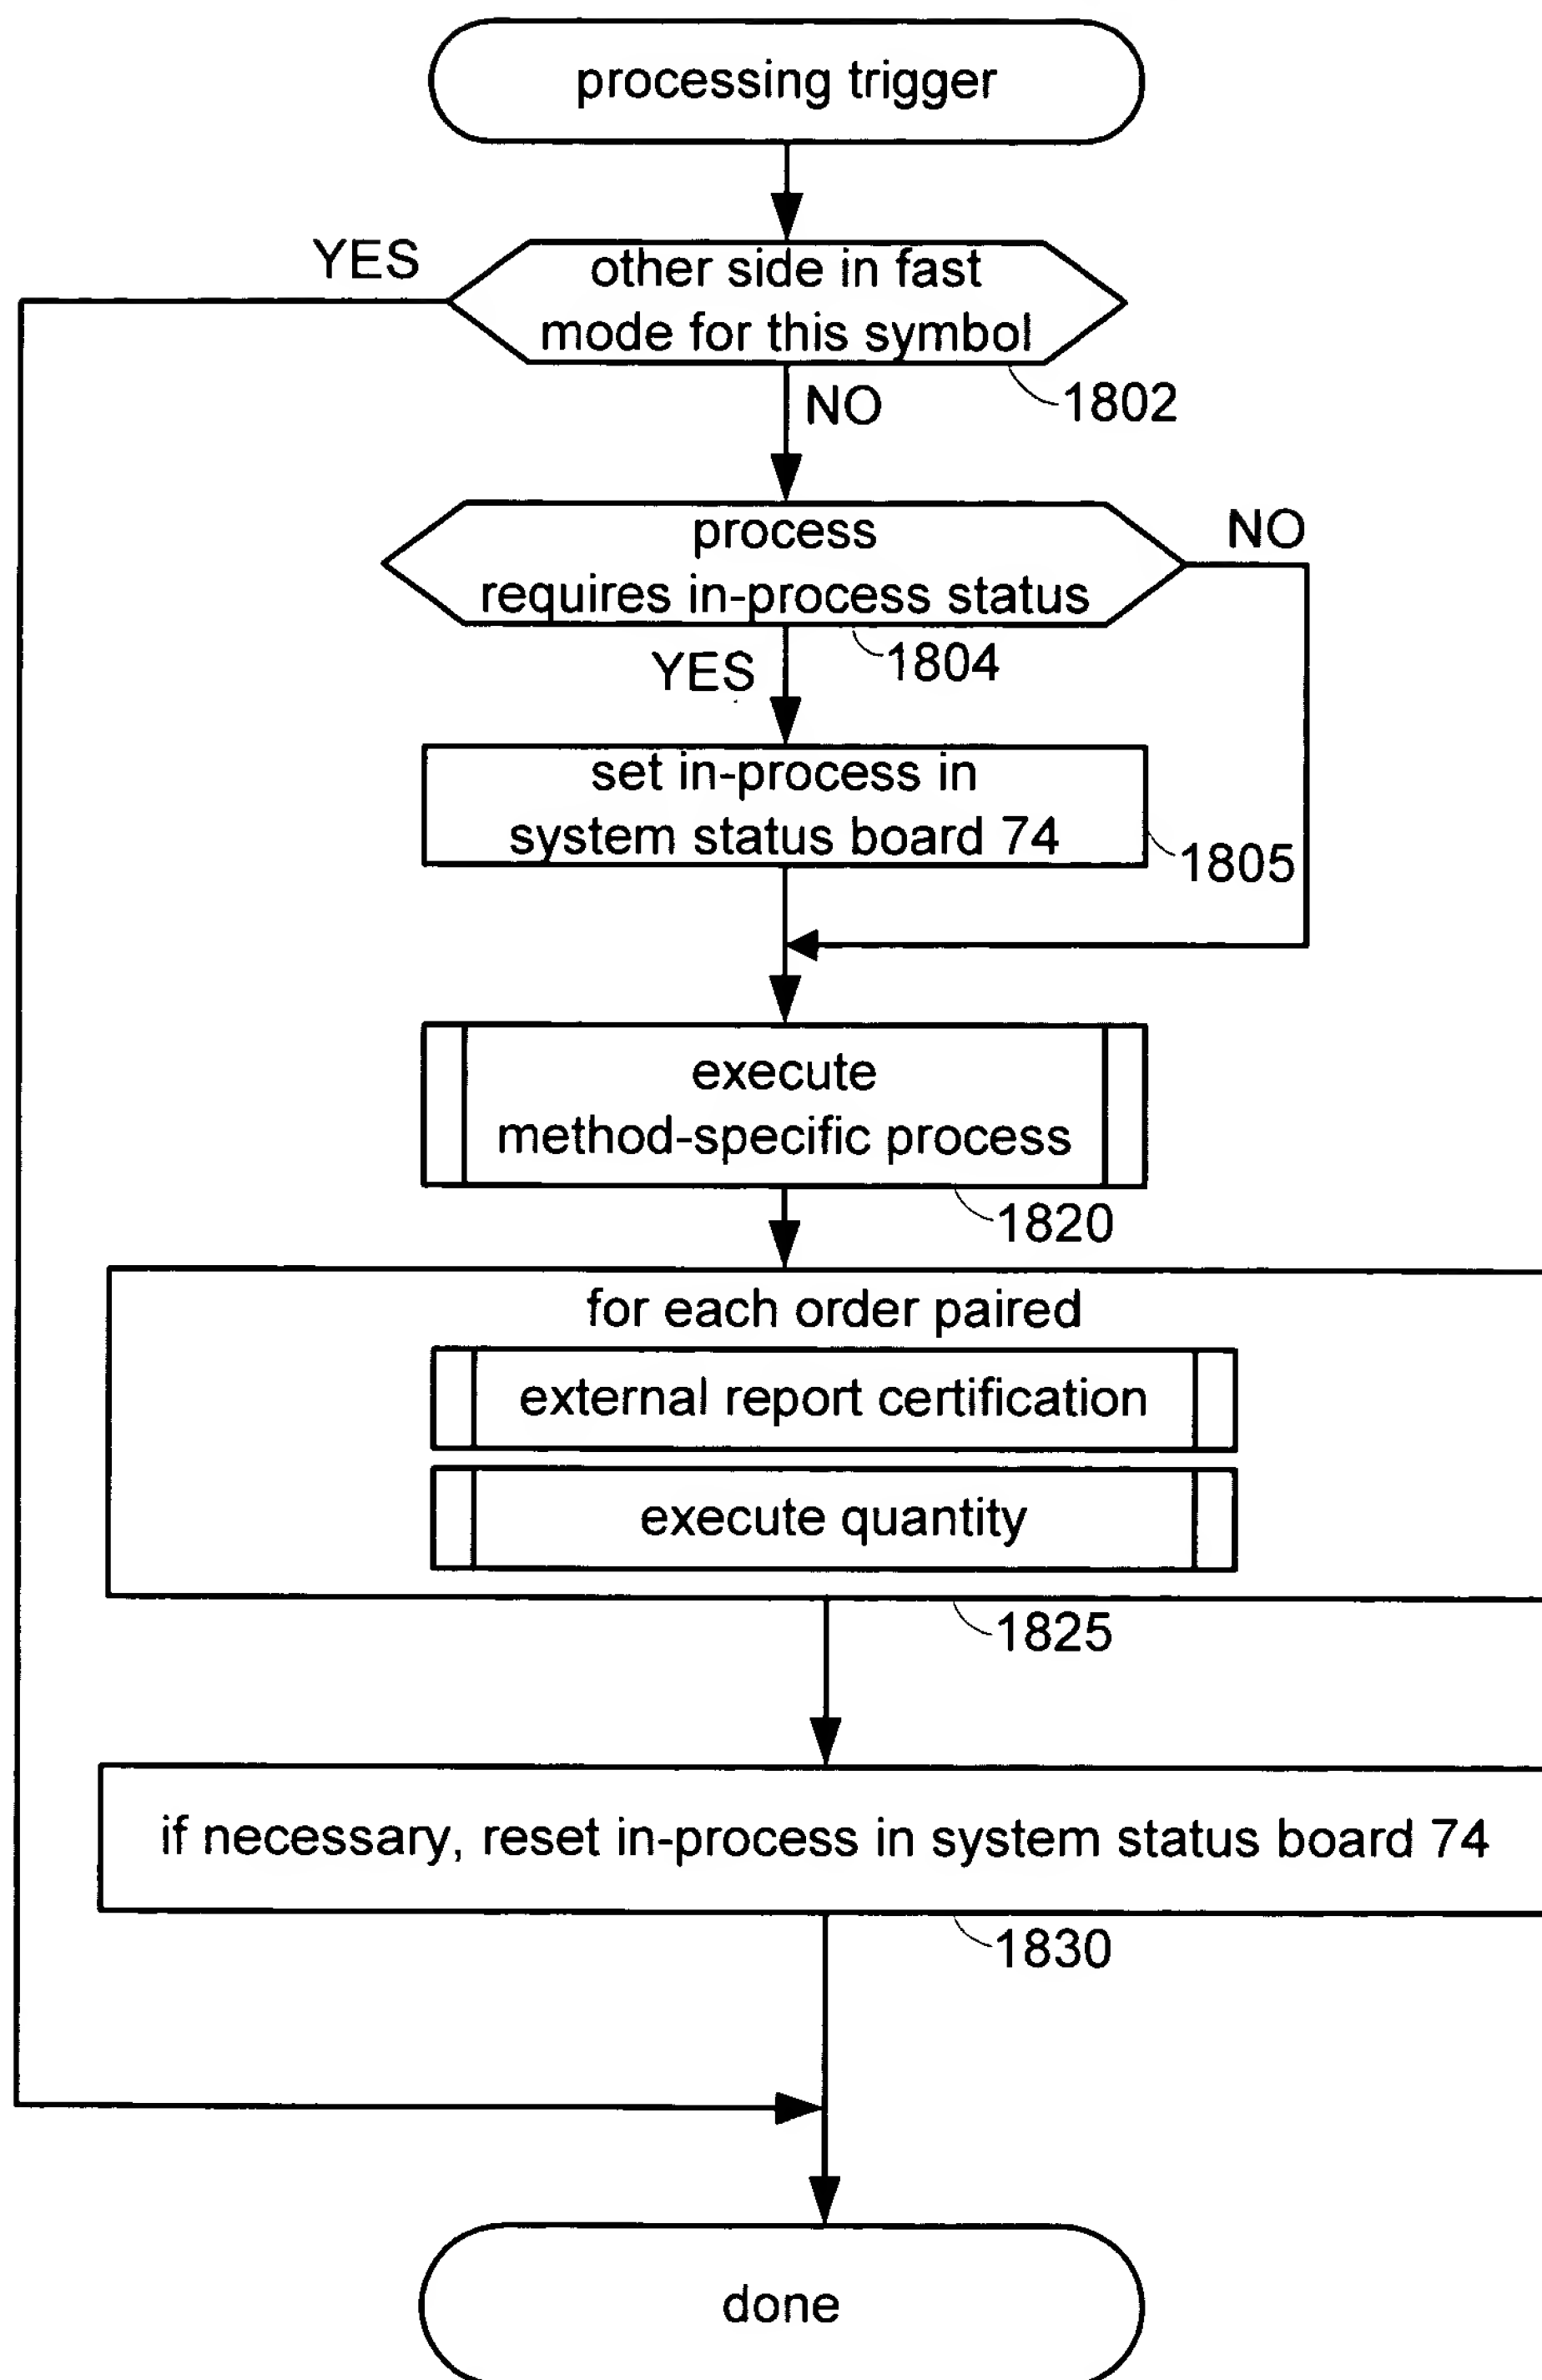 processing trigger
YES
other side in fast
mode for this symbol
1802
NO
process
requires in-process status
NO
1804
YES
set in-process in
system status board 74
1805
execute
method-specific process
1820
for each order paired
external report certification
execute quantity
1825
if necessary, reset in-process in system status board 74
1830
done